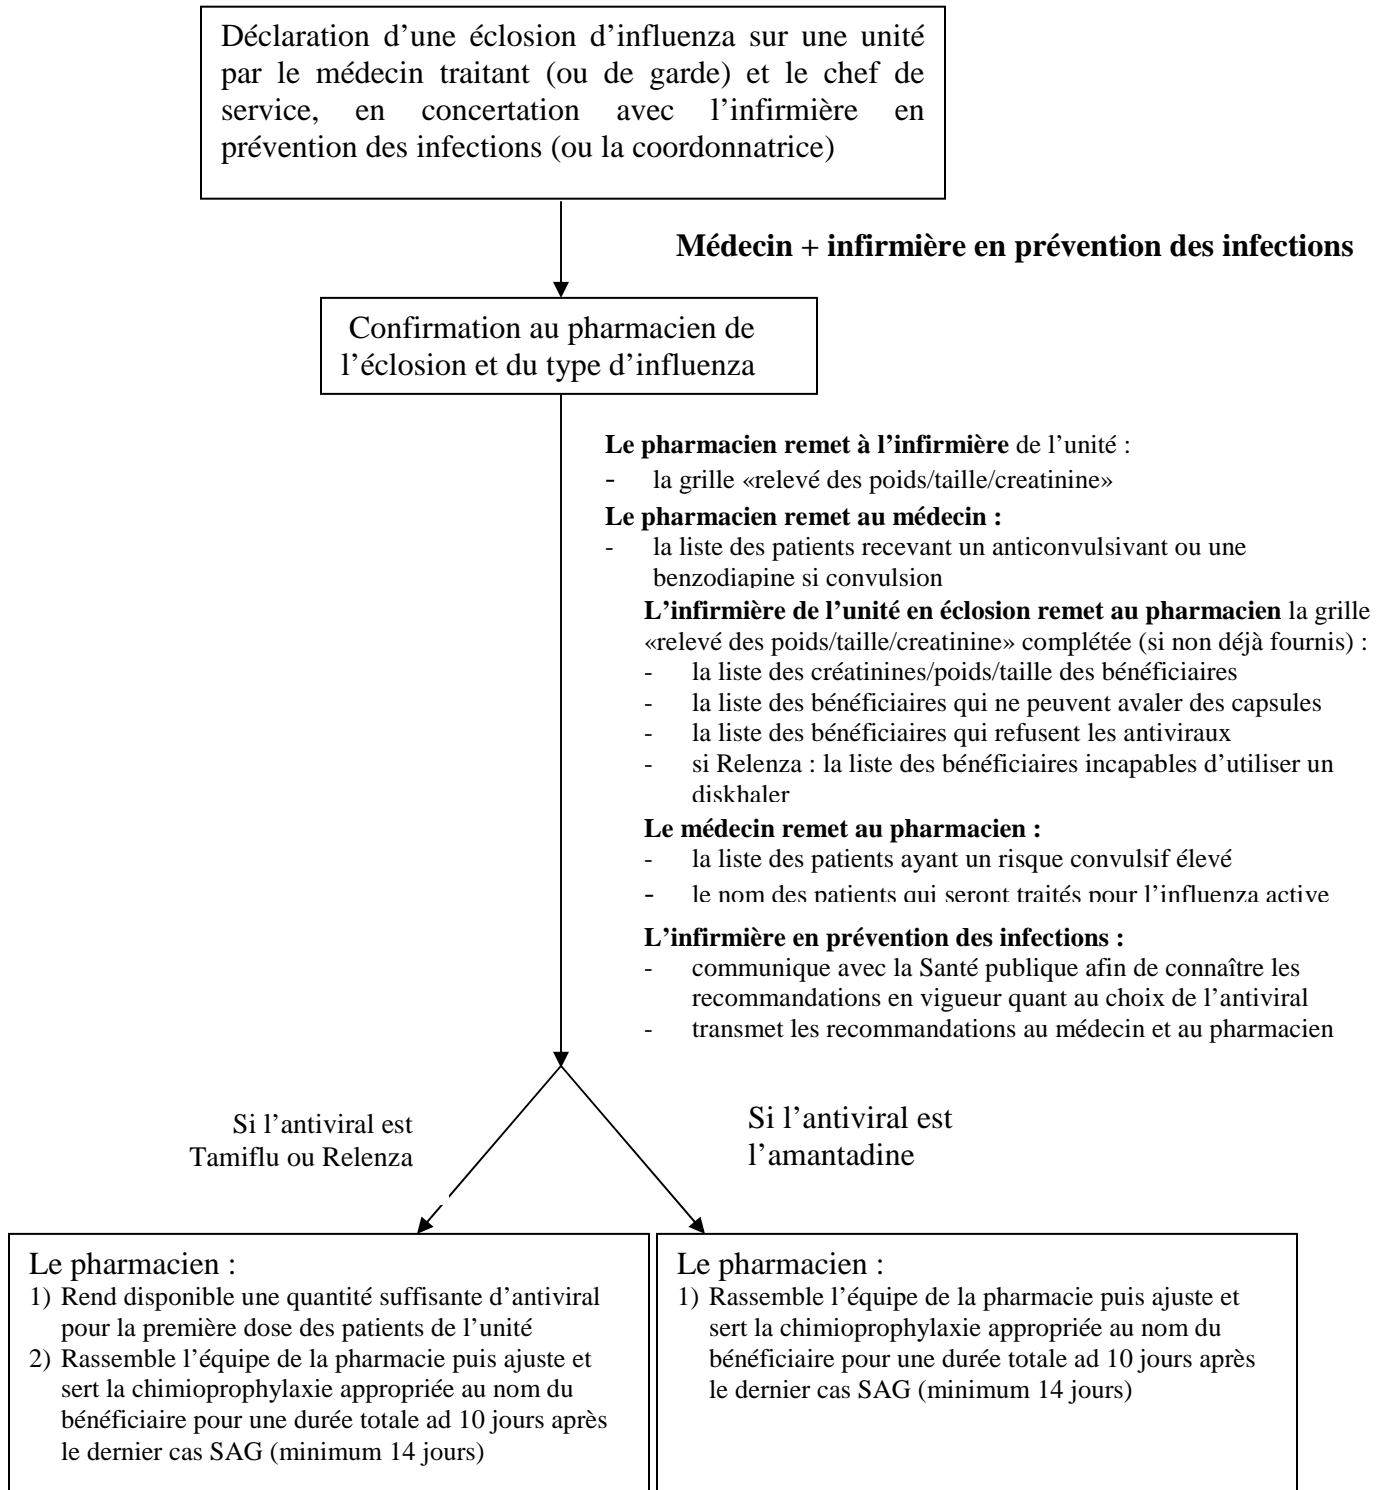 Déclaration d’une éclosion d’influenza sur une unité
par le médecin traitant (ou de garde) et le chef de
service, en concertation avec l’infirmière en
prévention des infections (ou la coordonnatrice)
Médecin + infirmière en prévention des infections
Confirmation au pharmacien de
l’éclosion et du type d’influenza
Le pharmacien remet à l’infirmière de l’unité :
- la grille «relevé des poids/taille/creatinine»
Le pharmacien remet au médecin :
- la liste des patients recevant un anticonvulsivant ou une
benzodiapine si convulsion
L’infirmière de l’unité en éclosion remet au pharmacien la grille
«relevé des poids/taille/creatinine» complétée (si non déjà fournis) :
- la liste des créatinines/poids/taille des bénéficiaires
- la liste des bénéficiaires qui ne peuvent avaler des capsules
- la liste des bénéficiaires qui refusent les antiviraux
- si Relenza : la liste des bénéficiaires incapables d’utiliser un
diskhaler
Le médecin remet au pharmacien :
- la liste des patients ayant un risque convulsif élevé
- le nom des patients qui seront traités pour l’influenza active
L’infirmière en prévention des infections :
- communique avec la Santé publique afin de connaître les
recommandations en vigueur quant au choix de l’antiviral
- transmet les recommandations au médecin et au pharmacien
Si l’antiviral est
Tamiflu ou Relenza
Si l’antiviral est
l’amantadine
Le pharmacien :
1) Rend disponible une quantité suffisante d’antiviral
pour la première dose des patients de l’unité
2) Rassemble l’équipe de la pharmacie puis ajuste et
sert la chimioprophylaxie appropriée au nom du
bénéficiaire pour une durée totale ad 10 jours après
le dernier cas SAG (minimum 14 jours)
Le pharmacien :
1) Rassemble l’équipe de la pharmacie puis ajuste et
sert la chimioprophylaxie appropriée au nom du
bénéficiaire pour une durée totale ad 10 jours après
le dernier cas SAG (minimum 14 jours)